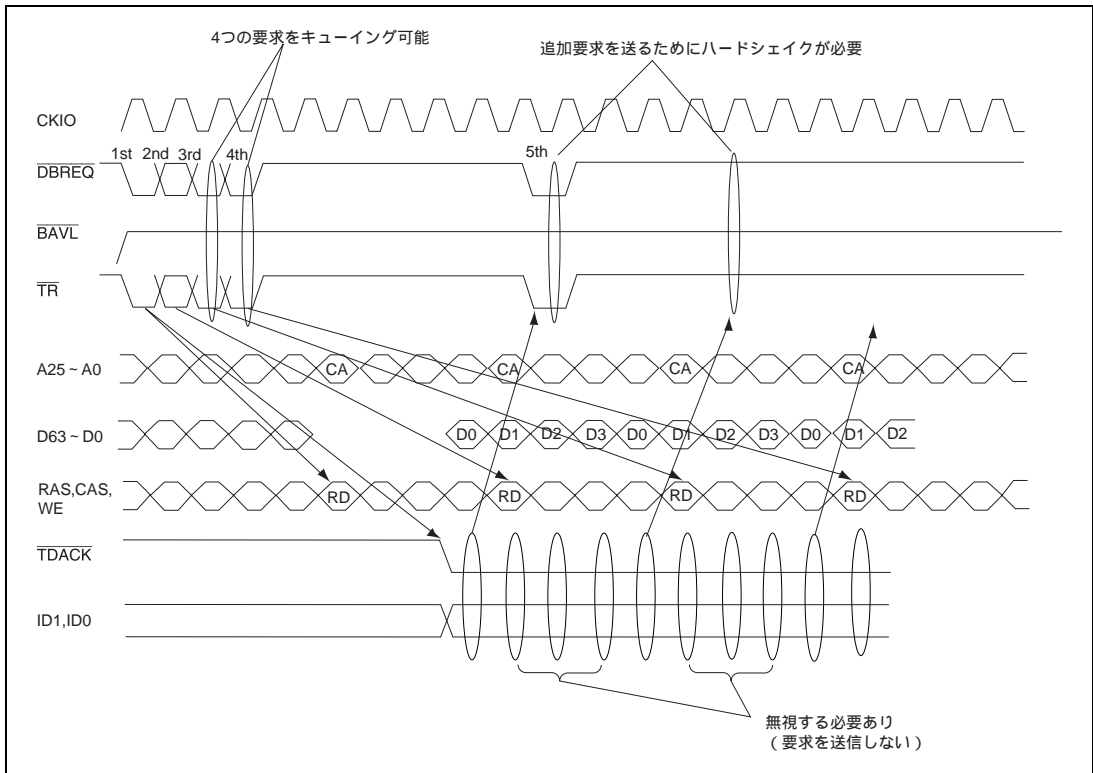 4つの要求をキューイング可能
追加要求を送るためにハードシェイクが必要
CKIO
1st 2nd 3rd 4th 5th
DBREQ
BAVL
TR
A25 ~ A0 CA CA CA CA
D63 ~ D0 D0 D1 D2 D3 D0 D1 D2 D3 D0 D1 D2
RAS,CAS, RD RD RD RD
WE
TDACK
ID1,ID0
無視する必要あり
(要求を送信しない)